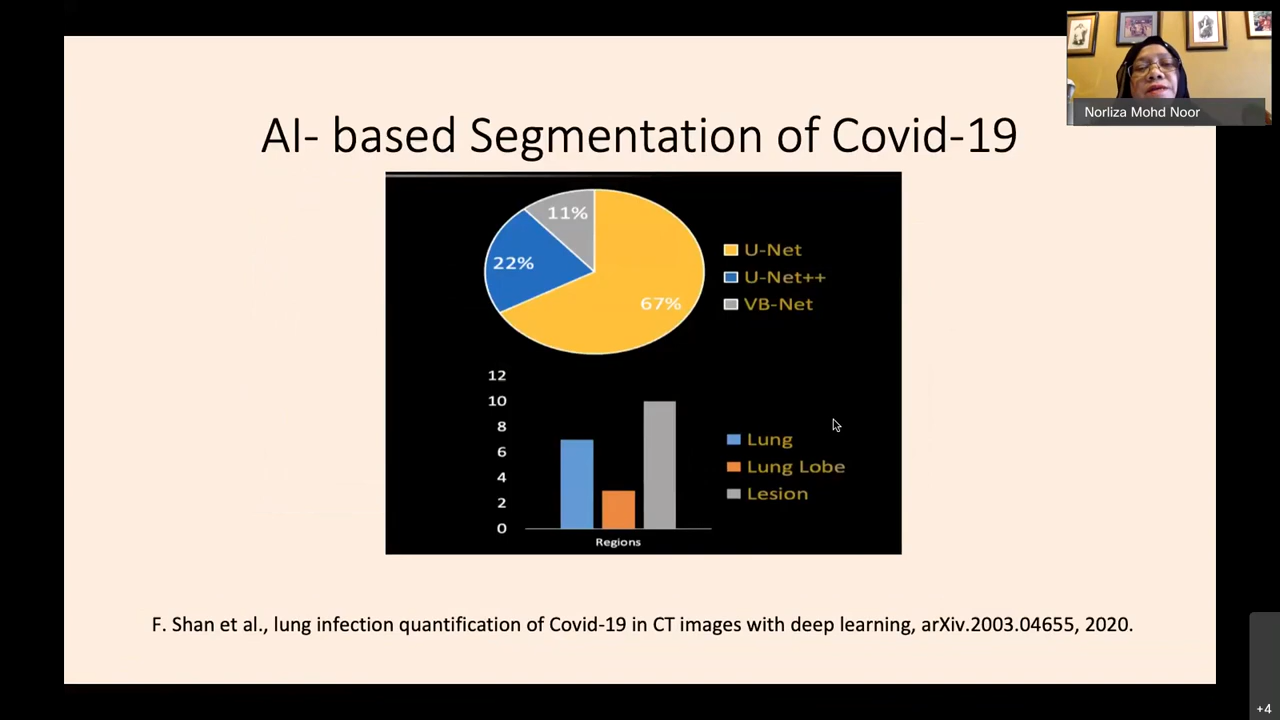 Norliza Mohd Noor
AI- based Segmentation of Covid-19
11%
22%
67%
U-Net
U-Net++
VB-Net
12
10
8
6
4
2
0
Regions
Lung
Lung Lobe
Lesion
F. Shan et al., lung infection quantification of Covid-19 in CT images with deep learning, arXiv.2003.04655, 2020.
+4